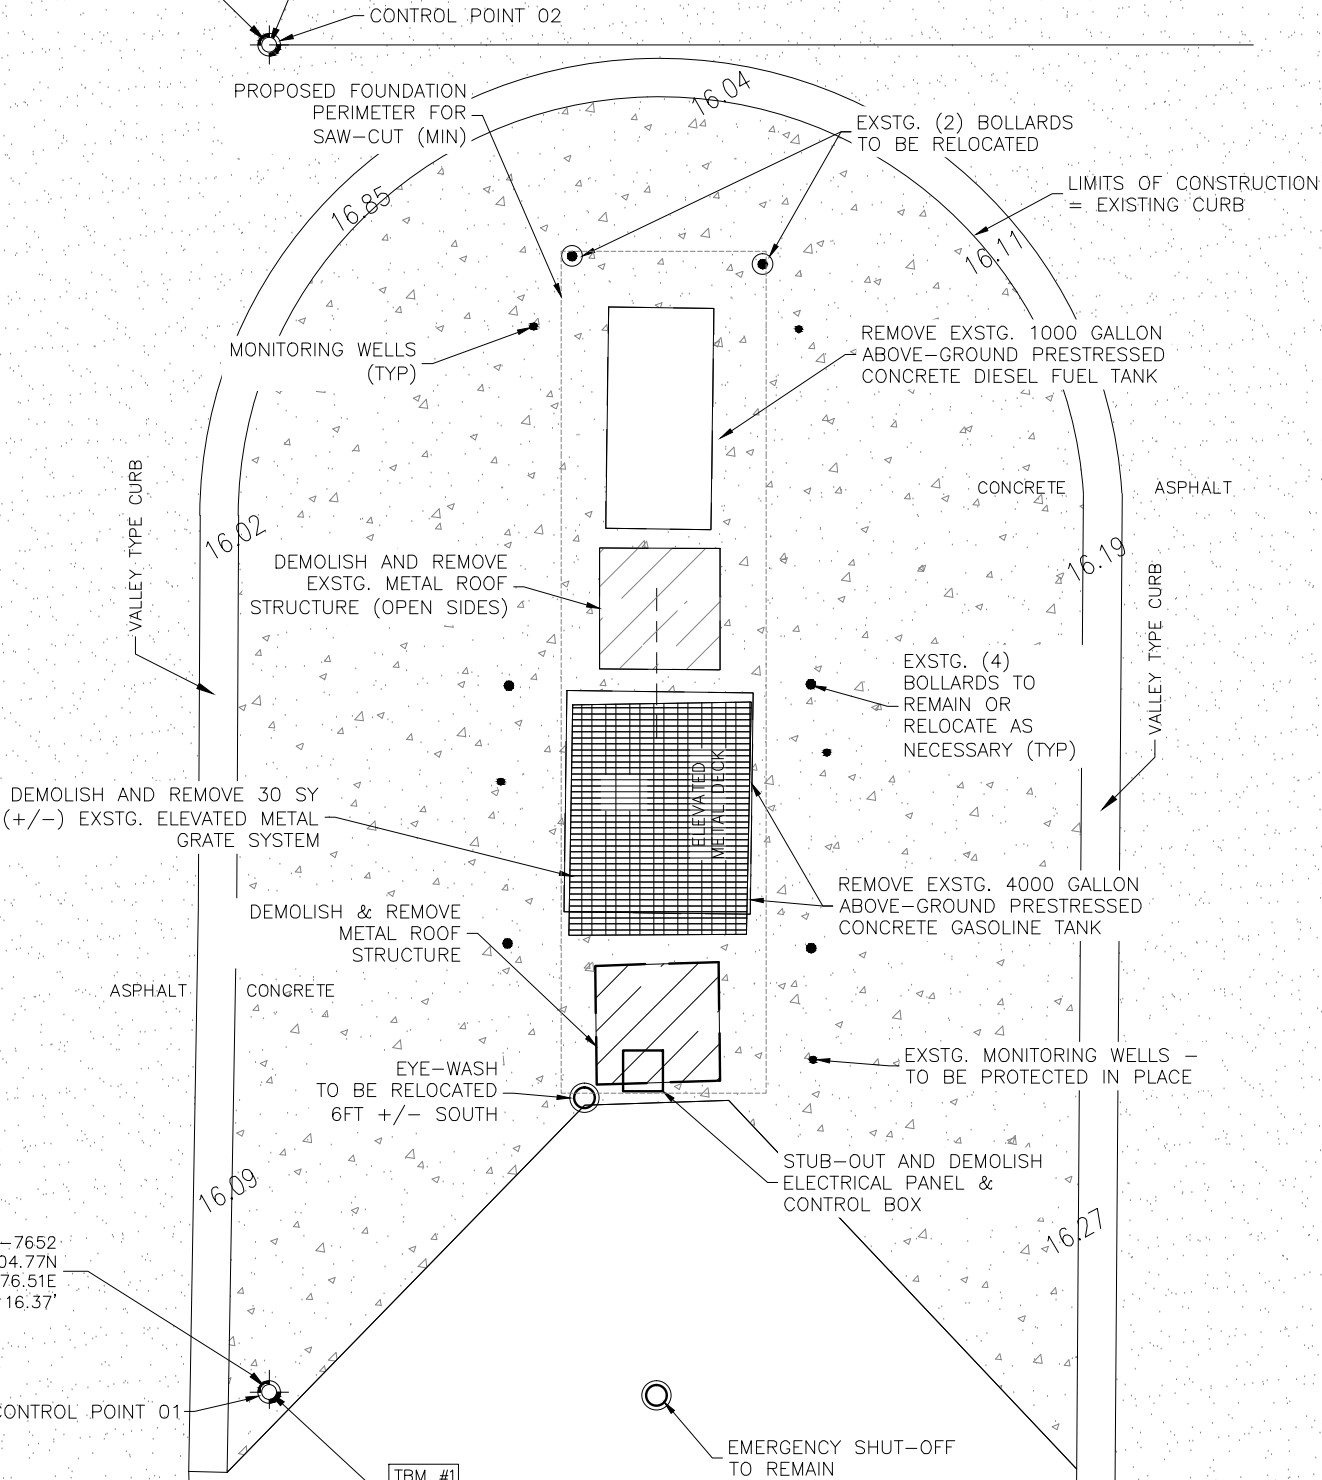 CONTROL POINT 02
16.04
PROPOSED FOUNDATION
PERIMETER FOR
SAW-CUT (MIN)
EXSTG. (2) BOLLARDS
TO BE RELOCATED
LIMITS OF CONSTRUCTION
= EXISTING CURB
16.85
16.11
MONITORING WELLS
(TYP)
REMOVE EXSTG. 1000 GALLON
ABOVE-GROUND PRESTRESSED
CONCRETE DIESEL FUEL TANK
VALLEY TYPE CURB
CONCRETE
ASPHALT
16.02
16.19
DEMOLISH AND REMOVE
EXSTG. METAL ROOF
STRUCTURE (OPEN SIDES)
VALLEY TYPE CURB
EXSTG. (4)
BOLLARDS TO
REMAIN OR
RELOCATE AS
NECESSARY (TYP)
ELEVATED
METAL DECK
DEMOLISH AND REMOVE 30 SY
(+/-) EXSTG. ELEVATED METAL
GRATE SYSTEM
REMOVE EXSTG. 4000 GALLON
ABOVE-GROUND PRESTRESSED
CONCRETE GASOLINE TANK
DEMOLISH & REMOVE
METAL ROOF
STRUCTURE
ASPHALT
CONCRETE
EYE-WASH
TO BE RELOCATED
6FT +/- SOUTH
EXSTG. MONITORING WELLS -
TO BE PROTECTED IN PLACE
STUB-OUT AND DEMOLISH
ELECTRICAL PANEL &
CONTROL BOX
16.09
16.27
-7652
04.77N
76.51E
16.37'
CONTROL POINT 01
EMERGENCY SHUT-OFF
TO REMAIN
TBM #1